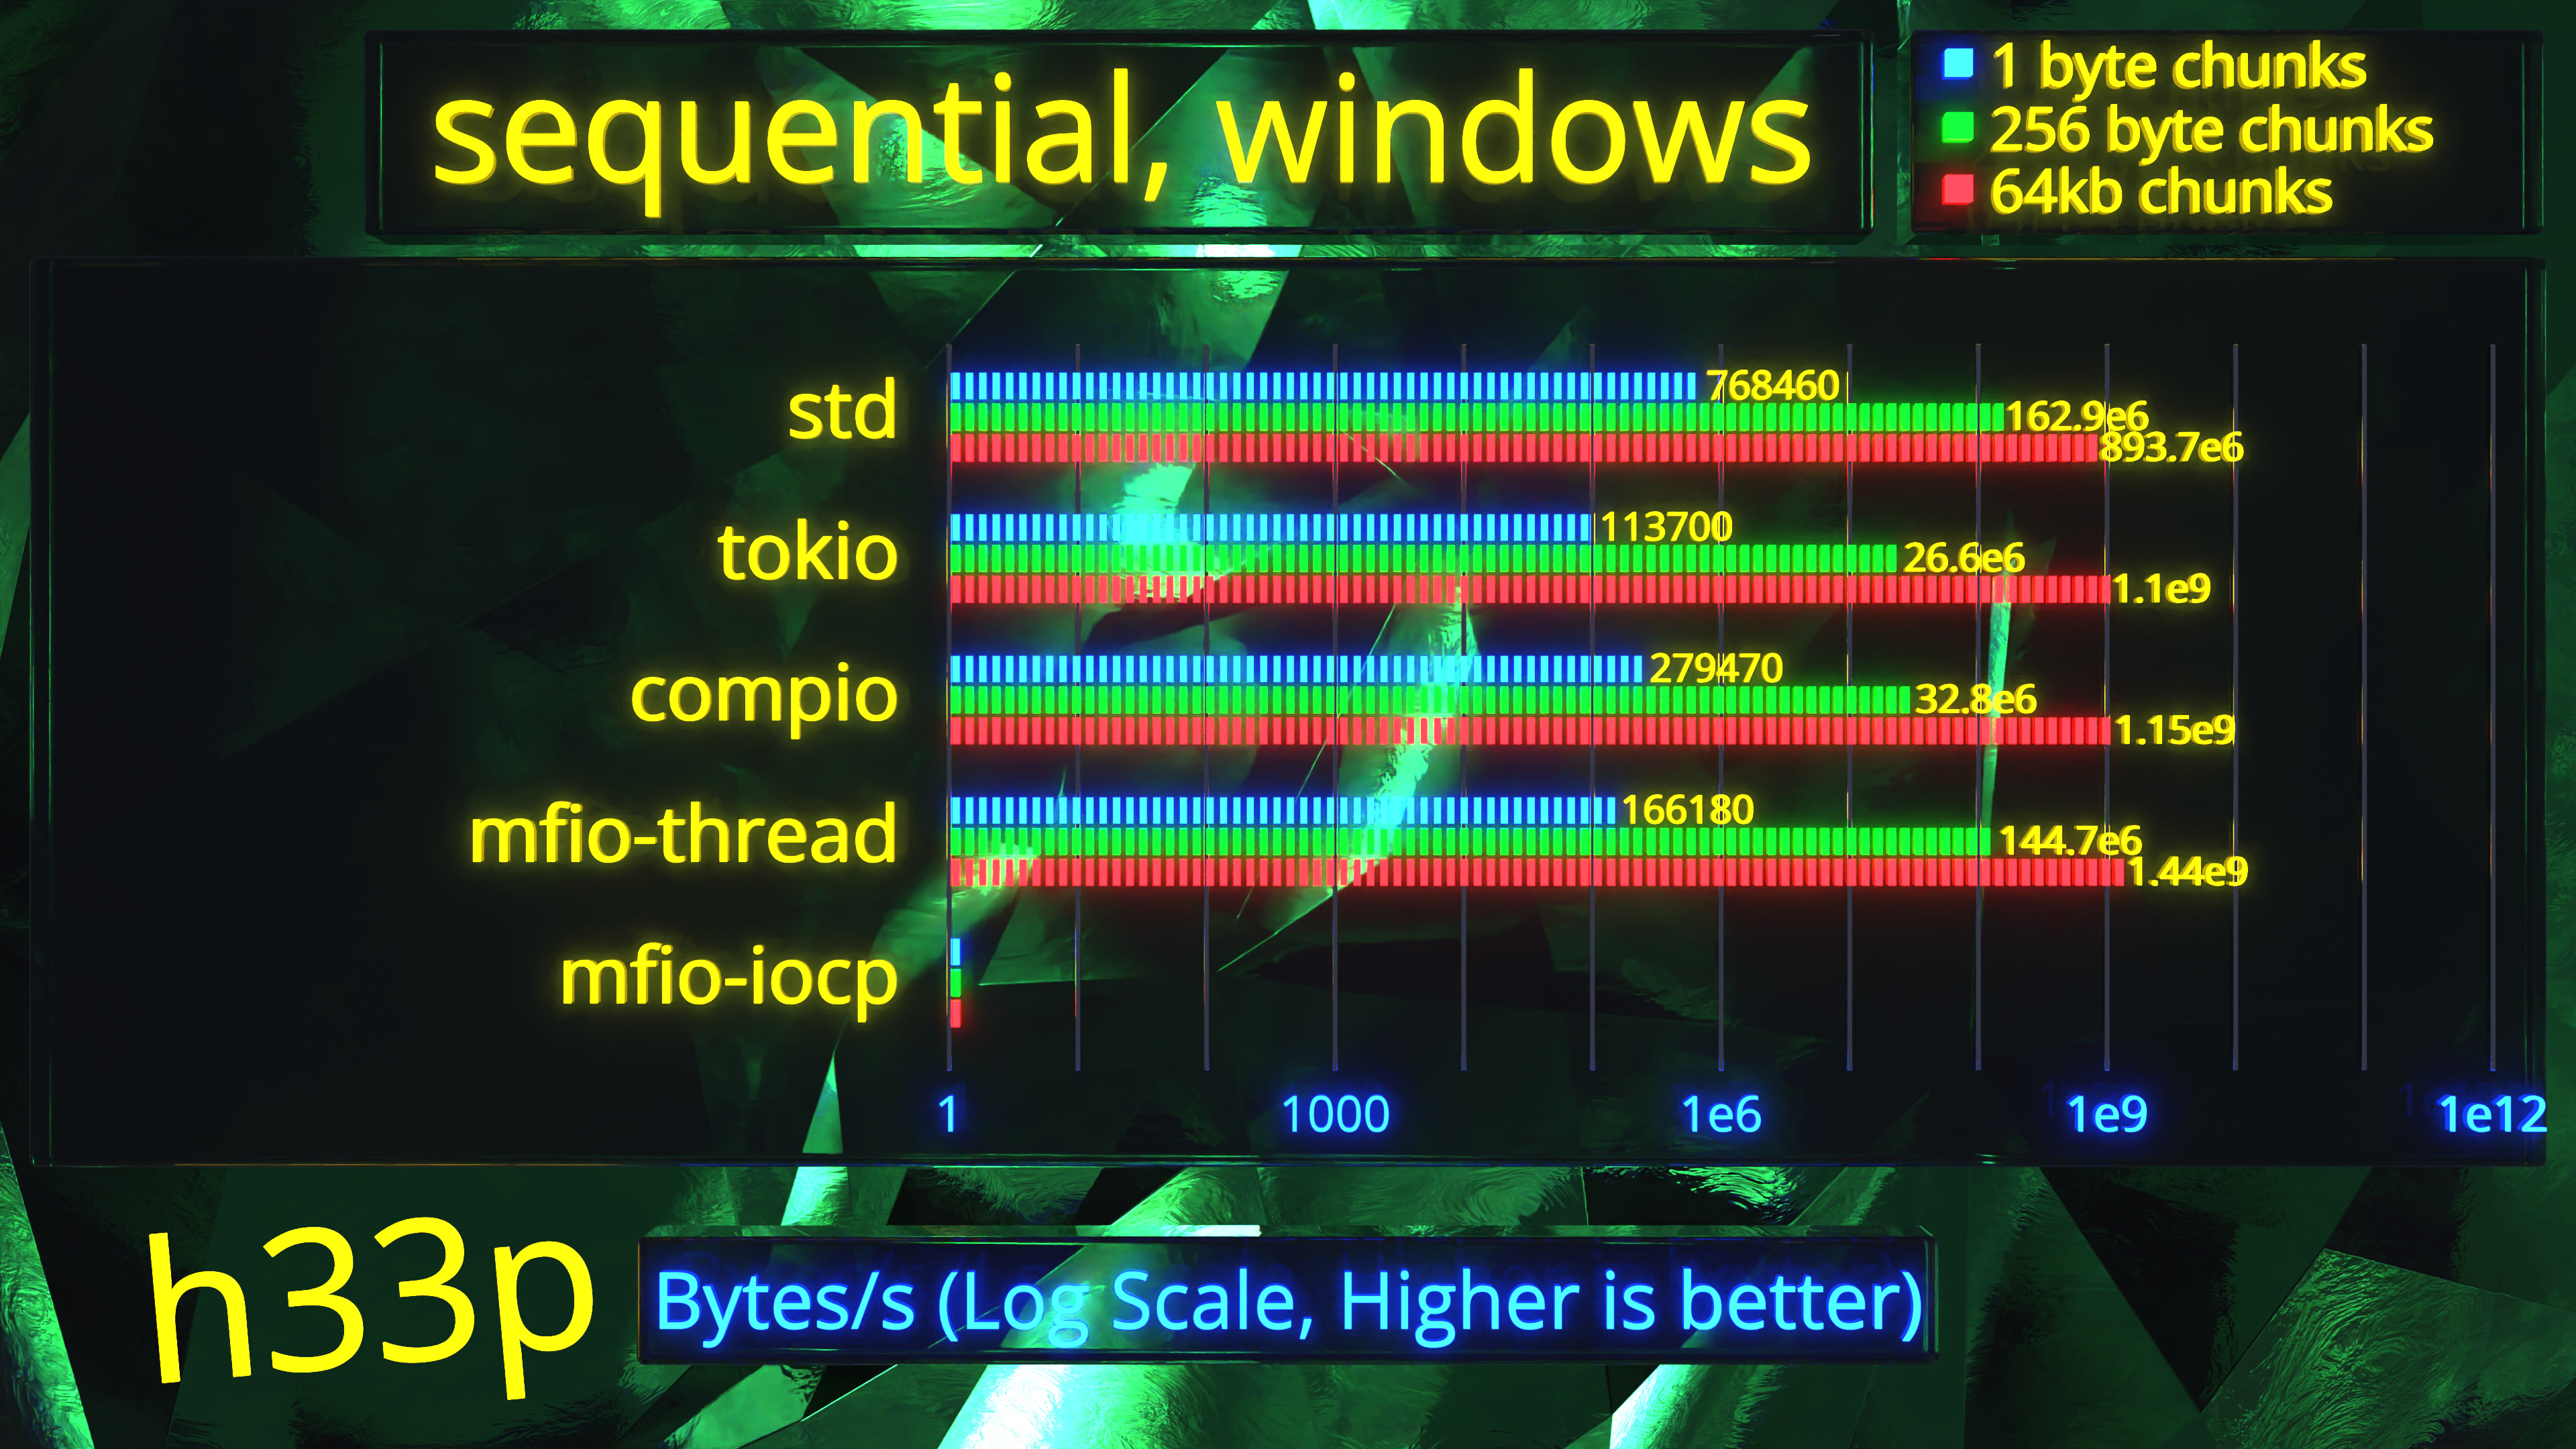 sequential, windows
1 byte chunks
256 byte chunks
64kb chunks
std
768460
162.9e6
893.7e6
tokio
113700
26.6e6
1.1e9
compio
279470
32.8e6
1.15e9
mfio-thread
166180
144.7e6
1.44e9
mfio-iocp
1 1000 1e6 1e9 1e12
h33p
Bytes/s (Log Scale, Higher is better)